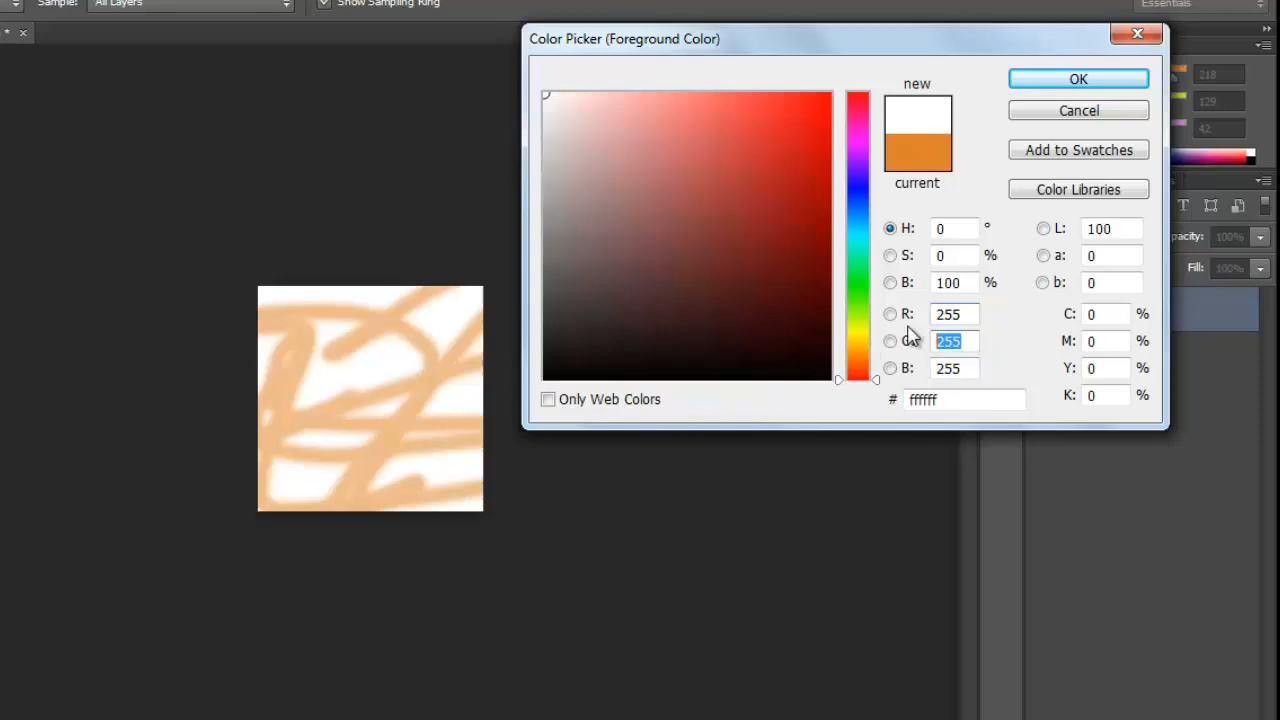 Sample: All Layers Show Sampling Ring Essentials
* ×
Color Picker (Foreground Color)
new
current
OK
Cancel
Add to Swatches
Color Libraries
H: 0 °
S: 0 %
B: 100 %
R: 255
G: 255
B: 255
# ffffff
L: 100
a: 0
b: 0
C: 0 %
M: 0 %
Y: 0 %
K: 0 %
Only Web Colors
218
129
42
%
T
pacity: 100%
Fill: 100%